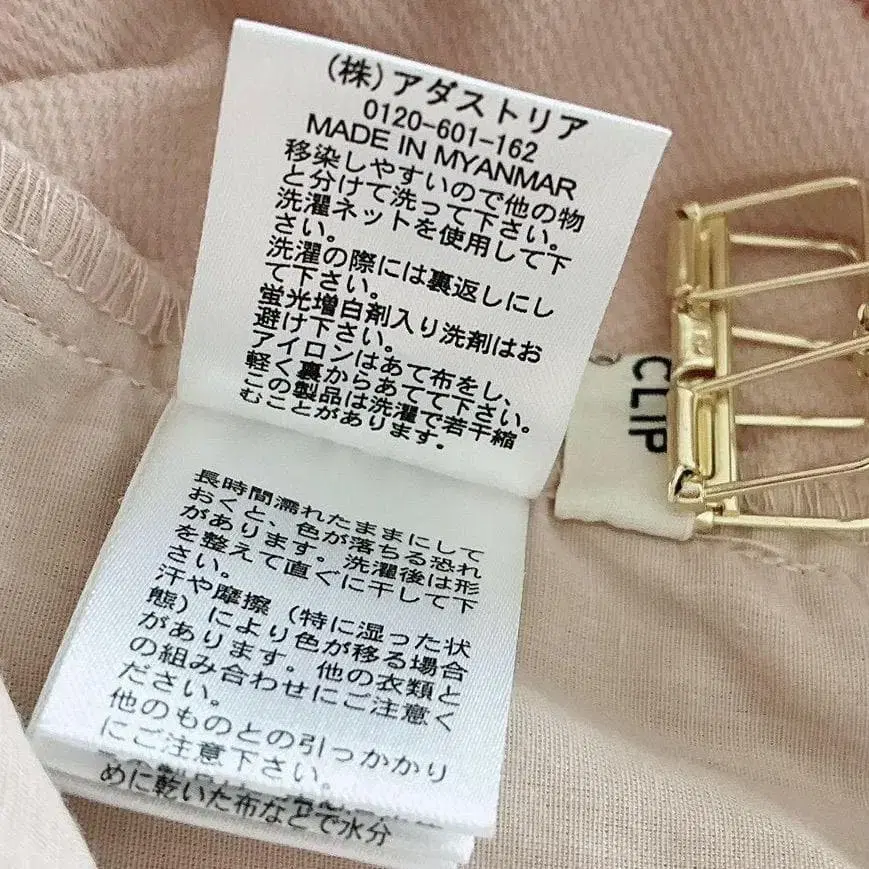 (株)アダストリア
0120-601-162
MADE IN MYANMAR
移染しやすいので他の物
と分けて洗って下さい。
洗濯ネットを使用して下
さい。
洗濯の際には裏返しにし
て下さい。
蛍光増白剤入り洗剤はお
避け下さい。
アイロンはあて布をし、
軽く裏からあてて下さい。
この製品は洗濯で若干縮
むことがあります。
長時間濡れたままにして
おくと、色が落ちる恐れ
があります。洗濯後は形
を整えて直ぐに干して下
さい。
汗や摩擦（特に湿った状
態）により色が移る場合
があります。他の衣類と
の組み合わせにご注意く
ださい。
他のものとの引っかかり
にご注意下さい。
めに乾いた布などで水分
CLIP